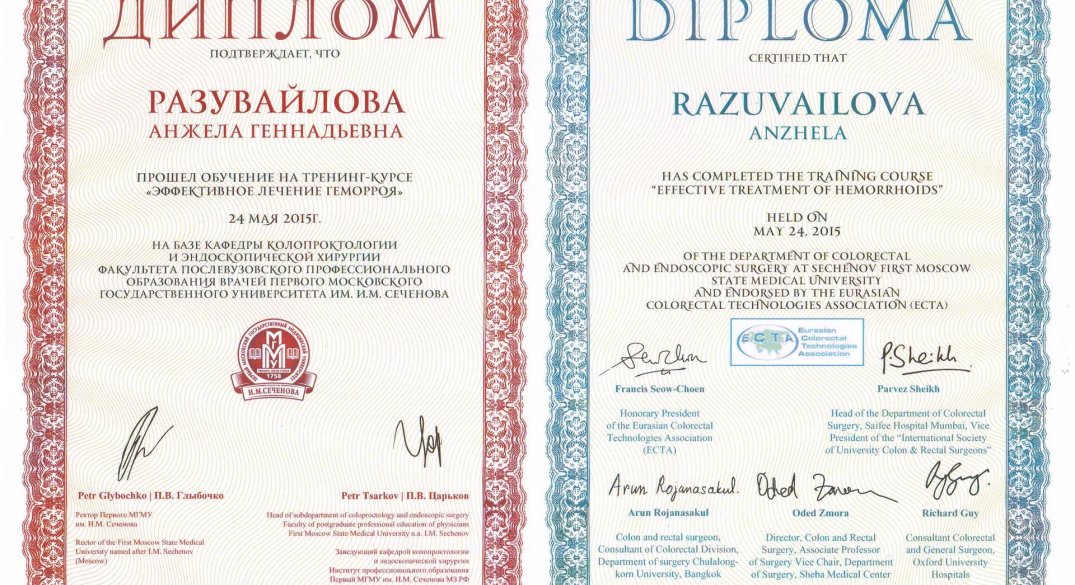 ДИПЛОМ
ПОДТВЕРЖДАЕТ, ЧТО
РАЗУВАЙЛОВА
АНЖЕЛА ГЕННАДЬЕВНА
ПРОШЕЛ ОБУЧЕНИЕ НА ТРЕНИНГ-КУРСЕ
«ЭФФЕКТИВНОЕ ЛЕЧЕНИЕ ГЕМОРРОЯ»
24 МАЯ 2015Г.
НА БАЗЕ КАФЕДРЫ КОЛОПРОКТОЛОГИИ
И ЭНДОСКОПИЧЕСКОЙ ХИРУРГИИ
ФАКУЛЬТЕТА ПОСЛЕВУЗОВСКОГО ПРОФЕССИОНАЛЬНОГО
ОБРАЗОВАНИЯ ВРАЧЕЙ ПЕРВОГО МОСКОВСКОГО
ГОСУДАРСТВЕННОГО УНИВЕРСИТЕТА ИМ. И.М. СЕЧЕНОВА
1758
И.М.СЕЧЕНОВА
Petr Glybochko | П.В. Глыбочко
Ректор Первого МГМУ
им. И.М. Сеченова
Rector of the First Moscow State Medical
University named after I.M. Sechenov
(Moscow)
Petr Tsarkov | П.В. Царьков
Head of subdepartment of coloproctology and endoscopic surgery
Faculty of postgraduate professional education of physicians
First Moscow State Medical University n.a. I.M. Sechenov
Заведующий кафедрой колопроктологии
и эндоскопической хирургии
Институт профессионального образования
Первый МГМУ им. И.М. Сеченова МЗ РФ
DIPLOMA
CERTIFIED THAT
RAZUVAILOVA
ANZHELA
HAS COMPLETED THE TRAINING COURSE
"EFFECTIVE TREATMENT OF HEMORRHOIDS"
HELD ON
MAY 24, 2015
OF THE DEPARTMENT OF COLORECTAL
AND ENDOSCOPIC SURGERY AT SECHENOV FIRST MOSCOW
STATE MEDICAL UNIVERSITY
AND ENDORSED BY THE EURASIAN
COLORECTAL TECHNOLOGIES ASSOCIATION (ECTA)
ECTA
Eurasian
Colorectal
Technologies
Association
P.Sheikh
Francis Seow-Choen
Honorary President
of the Eurasian Colorectal
Technologies Association
(ECTA)
Parvez Sheikh
Head of the Department of Colorectal
Surgery, Saifee Hospital Mumbai, Vice
President of the "International Society
of University Colon & Rectal Surgeons"
Arun Rojanasakul.
Oded Zmora
Arun Rojanasakul
Colon and rectal surgeon,
Consultant of Colorectal Division,
Department of surgery Chulalong-
korn University, Bangkok
Oded Zmora
Director, Colon and Rectal
Surgery, Associate Professor
of Surgery Vice Chair, Department
of Surgery, Sheba Medical Center
Richard Guy
Consultant Colorectal
and General Surgeon,
Oxford University
Hospitals